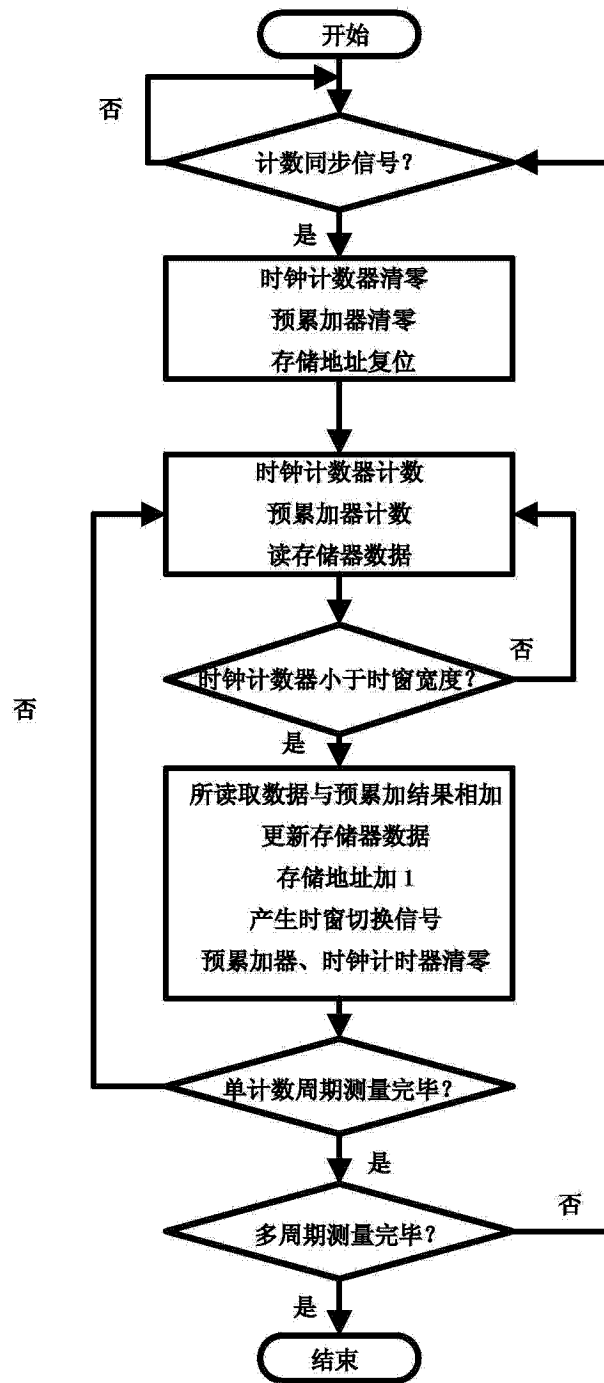 开始
否
计数同步信号？
是
时钟计数器清零
预累加器清零
存储地址复位
时钟计数器计数
预累加器计数
读存储器数据
时钟计数器小于时窗宽度？
否
否
是
所读取数据与预累加结果相加
更新存储器数据
存储地址加 1
产生时窗切换信号
预累加器、时钟计时器清零
单计数周期测量完毕？
是
多周期测量完毕？
否
是
结束